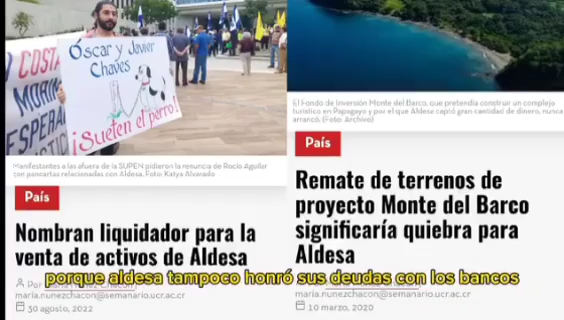 Óscar y Javier
Chaves
¡Suelten el perro!
COSTA
MORIN
ESPERA
Manifestantes a las afuera de la SUPEN pidieron la renuncia de Rocío Aguilar
con pancartas relacionadas con Aldesa. Foto: Katya Alvarado
País
Nombran liquidador para la
venta de activos de Aldesa
Por
maria.nunezchacon@semanario.ucr.ac.cr
30 agosto, 2022
El Fondo de Inversión Monte del Barco, que pretendía construir un complejo
turístico en Papagayo y por el que Aldesa captó gran cantidad de dinero, nunca
arrancó. (Foto: Archivo)
País
Remate de terrenos de
proyecto Monte del Barco
significaría quiebra para
Aldesa
maria.nunezchacon@semanario.ucr.ac.cr
10 marzo, 2020
porque aldesa tampoco honró sus deudas con los bancos